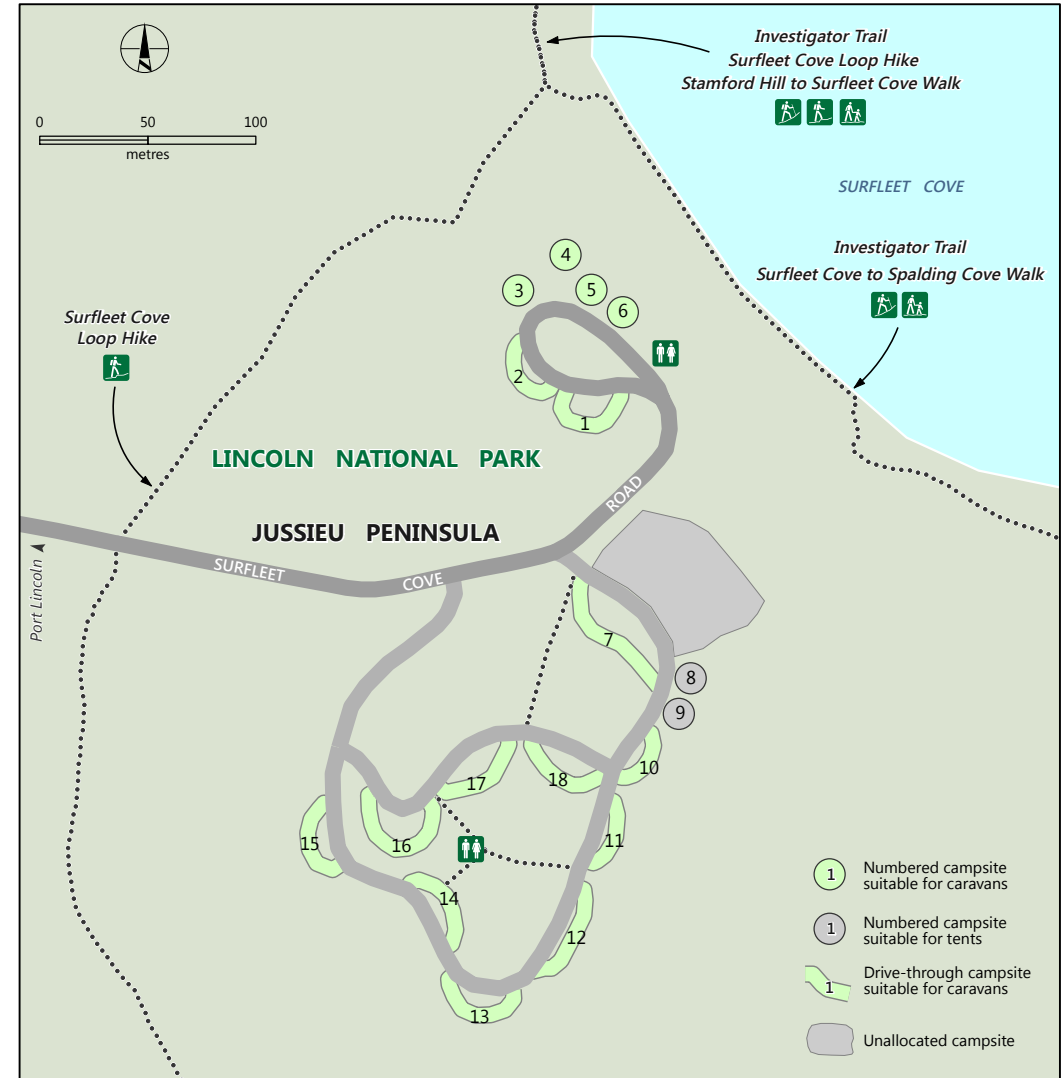 Investigator Trail
Surfleet Cove Loop Hike
Stamford Hill to Surfleet Cove Walk
0 50 100
metres
SURFLEET COVE
Investigator Trail
Surfleet Cove to Spalding Cove Walk
4
3
5
6
Surfleet Cove
Loop Hike
2
1
LINCOLN NATIONAL PARK
ROAD
JUSSIEU PENINSULA
SURFLEET
COVE
Port Lincoln
7
8
9
10
17
18
15
16
11
14
12
13
1
Numbered campsite
suitable for caravans
1
Numbered campsite
suitable for tents
1
Drive-through campsite
suitable for caravans
Unallocated campsite